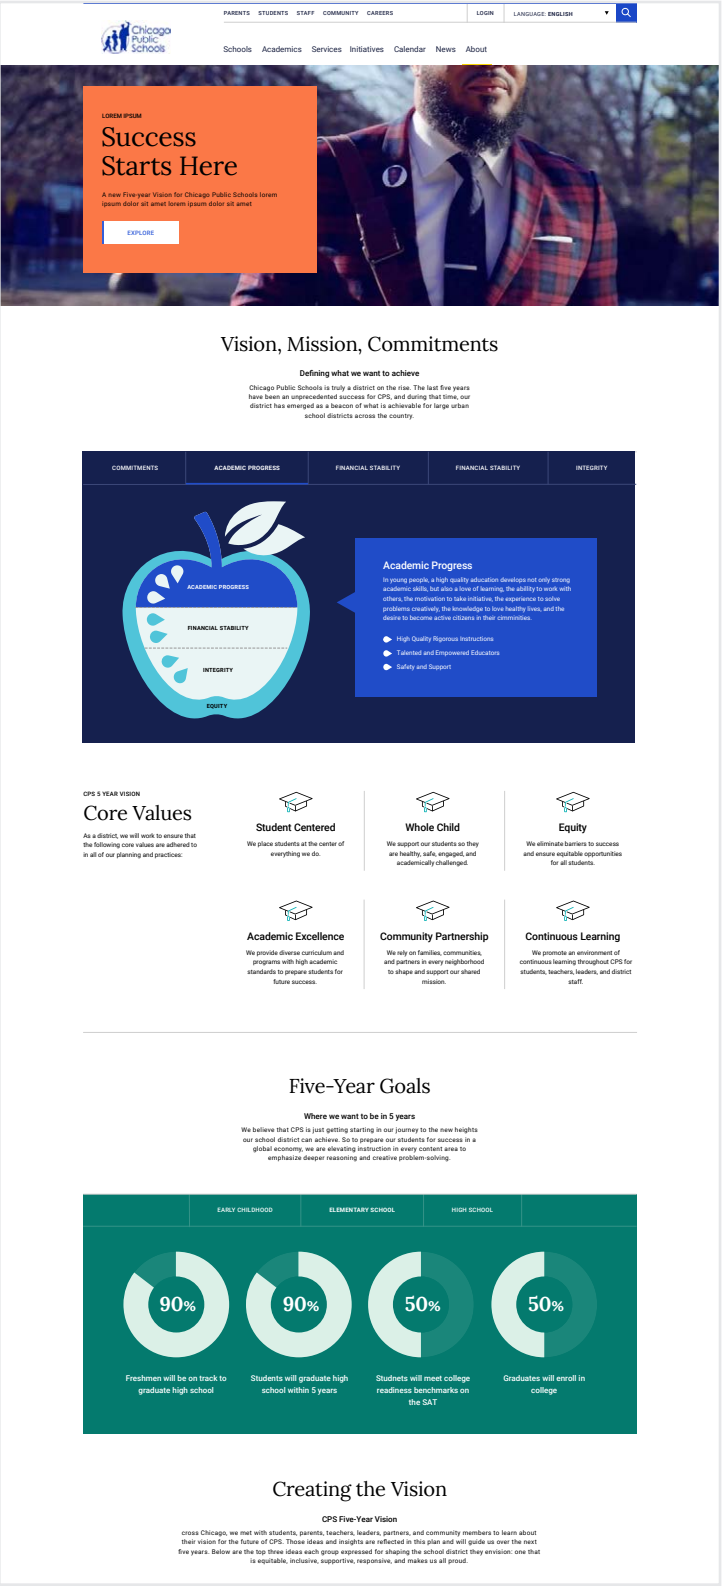 PARENTS STUDENTS STAFF COMMUNITY CAREERS LOGIN LANGUAGE: ENGLISH
Chicago
Public
Schools
Schools Academics Services Initiatives Calendar News About
LOREM IPSUM
Success
Starts Here
A new Five-year Vision for Chicago Public Schools lorem
ipsum dolor sit amet lorem ipsum dolor sit amet
EXPLORE
Vision, Mission, Commitments
Defining what we want to achieve
Chicago Public Schools is truly a district on the rise. The last five years
have been an unprecedented success for CPS, and during that time, our
district has emerged as a beacon of what is achievable for large urban
school districts across the country.
COMMITMENTS ACADEMIC PROGRESS FINANCIAL STABILITY FINANCIAL STABILITY INTEGRITY
ACADEMIC PROGRESS
FINANCIAL STABILITY
INTEGRITY
EQUITY
Academic Progress
In young people, a high quality aducation develops not only strong
academic skills, but also a love of learning, the ability to work with
others, the motivation to take initiative, the experience to solve
problems creatively, the knowledge to love healthy lives, and the
desire to become active citizens in their cimminities.
High Quality Rigorous Instructions
Talented and Empowered Educators
Safety and Support
CPS 5 YEAR VISION
Core Values
As a district, we will work to ensure that
the following core values are adhered to
in all of our planning and practices:
Student Centered
We place students at the center of
everything we do.
Whole Child
We support our students so they
are healthy, safe, engaged, and
academically challenged.
Equity
We eliminate barriers to success
and ensure equitable opportunities
for all students.
Academic Excellence
We provide diverse curriculum and
programs with high academic
standards to prepare students for
future success.
Community Partnership
We rely on families, communities,
and partners in every neighborhood
to shape and support our shared
mission.
Continuous Learning
We promote an environment of
continuous learning throughout CPS for
students, teachers, leaders, and district
staff.
Five-Year Goals
Where we want to be in 5 years
We believe that CPS is just getting starting in our journey to the new heights
our school district can achieve. So to prepare our students for success in a
global economy, we are elevating instruction in every content area to
emphasize deeper reasoning and creative problem-solving.
EARLY CHILDHOOD ELEMENTARY SCHOOL HIGH SCHOOL
90%
Freshmen will be on track to
graduate high school
90%
Students will graduate high
school within 5 years
50%
Studnets will meet college
readiness benchmarks on
the SAT
50%
Graduates will enroll in
college
Creating the Vision
CPS Five-Year Vision
cross Chicago, we met with students, parents, teachers, leaders, partners, and community members to learn about
their vision for the future of CPS. Those ideas and insights are reflected in this plan and will guide us over the next
five years. Below are the top three ideas each group expressed for shaping the school district they envision: one that
is equitable, inclusive, supportive, responsive, and makes us all proud.